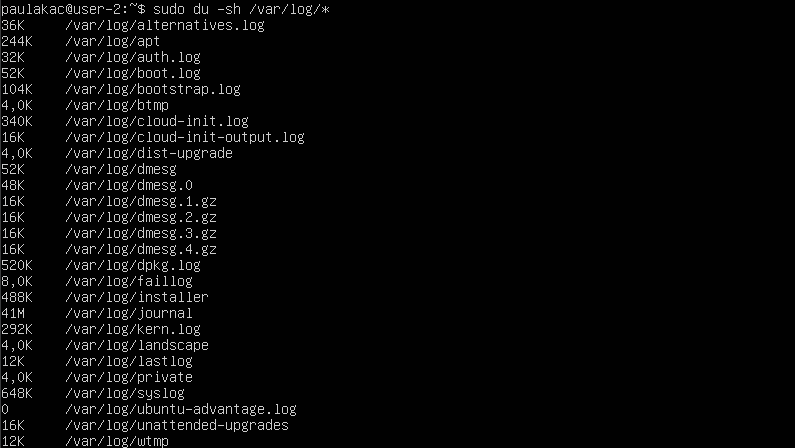 paulakac@user-2:~$ sudo du -sh /var/log/*
36K /var/log/alternatives.log
244K /var/log/apt
32K /var/log/auth.log
52K /var/log/boot.log
104K /var/log/bootstrap.log
4,0K /var/log/btmp
340K /var/log/cloud-init.log
16K /var/log/cloud-init-output.log
4,0K /var/log/dist-upgrade
52K /var/log/dmesg
48K /var/log/dmesg.0
16K /var/log/dmesg.1.gz
16K /var/log/dmesg.2.gz
16K /var/log/dmesg.3.gz
16K /var/log/dmesg.4.gz
520K /var/log/dpkg.log
8,0K /var/log/faillog
488K /var/log/installer
41M /var/log/journal
292K /var/log/kern.log
4,0K /var/log/landscape
12K /var/log/lastlog
4,0K /var/log/private
648K /var/log/syslog
0 /var/log/ubuntu-advantage.log
16K /var/log/unattended-upgrades
12K /var/log/wtmp